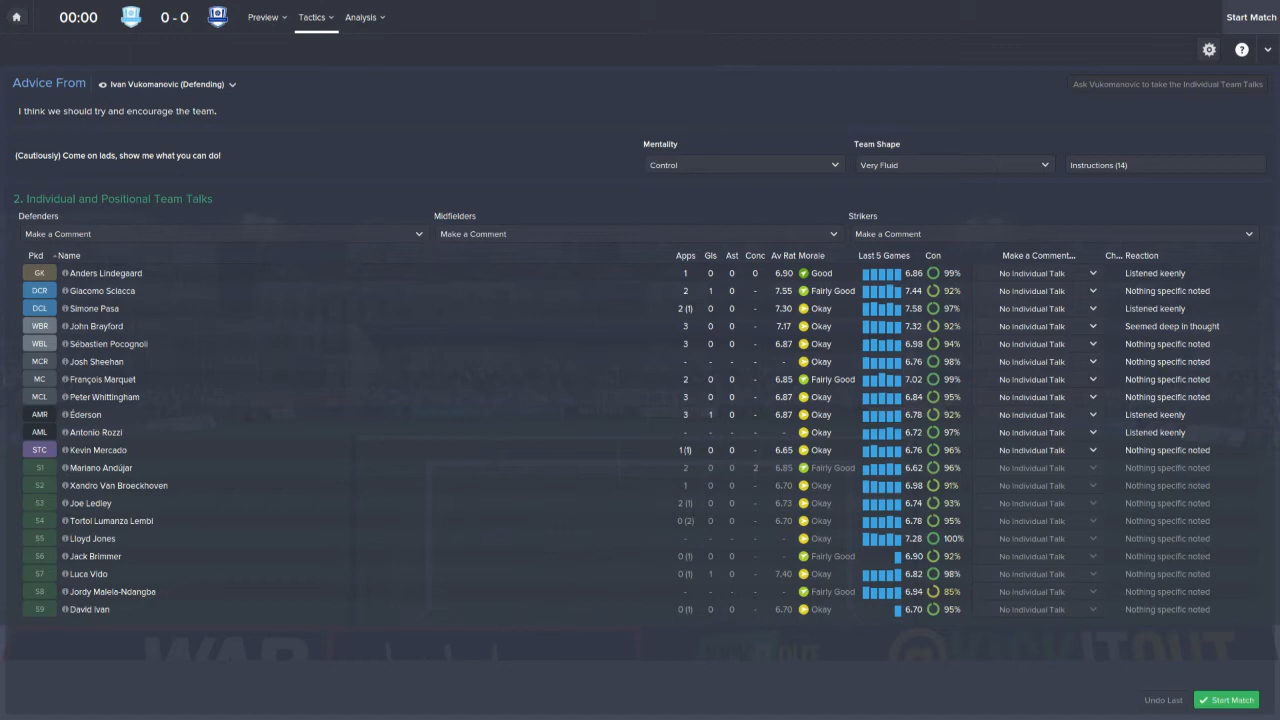 00:00 0 - 0 Preview Tactics Analysis Start Match
?
Advice From Ivan Vukomanovic (Defending) Ask Vukomanovic to take the Individual Team Talks
I think we should try and encourage the team.
Mentality Team Shape
(Cautiously) Come on lads, show me what you can do!
Control Very Fluid Instructions (14)
2. Individual and Positional Team Talks
Defenders Midfielders Strikers
Make a Comment Make a Comment Make a Comment
Pkd Name Apps Gls Ast Conc Av Rat Morale Last 5 Games Con Make a Comment... Ch... Reaction
GK Anders Lindegaard 1 0 0 0 6.90 Good 6.86 99% No Individual Talk Listened keenly
DCR Giacomo Sciacca 2 1 0 - 7.55 Fairly Good 7.44 92% No Individual Talk Nothing specific noted
DCL Simone Pasa 2 (1) 0 0 - 7.30 Okay 7.58 97% No Individual Talk Listened keenly
WBR John Brayford 3 0 0 - 7.17 Okay 7.32 92% No Individual Talk Seemed deep in thought
WBL Sébastien Pocognoli 3 0 0 - 6.87 Okay 6.98 94% No Individual Talk Nothing specific noted
MCR Josh Sheehan - - - - - Okay 6.76 98% No Individual Talk Nothing specific noted
MC François Marquet 2 0 0 - 6.85 Fairly Good 7.02 99% No Individual Talk Nothing specific noted
MCL Peter Whittingham 3 0 0 - 6.87 Okay 6.84 95% No Individual Talk Nothing specific noted
AMR Éderson 3 1 0 - 6.87 Okay 6.78 92% No Individual Talk Listened keenly
AML Antonio Rozzi - - - - - Okay 6.72 97% No Individual Talk Listened keenly
STC Kevin Mercado 1 (1) 0 0 - 6.65 Okay 6.76 96% No Individual Talk Nothing specific noted
S1 Mariano Andújar 2 0 0 2 6.85 Fairly Good 6.62 96% No Individual Talk Nothing specific noted
S2 Xandro Van Broeckhoven 1 0 0 - 6.70 Okay 6.98 91% No Individual Talk Nothing specific noted
S3 Joe Ledley 2 (1) 0 0 - 6.73 Okay 6.74 93% No Individual Talk Nothing specific noted
S4 Tortol Lumanza Lembi 0 (2) 0 0 - 6.70 Okay 6.78 95% No Individual Talk Nothing specific noted
S5 Lloyd Jones - - - - - Okay 7.28 100% No Individual Talk Nothing specific noted
S6 Jack Brimmer 0 (1) 0 0 - - Fairly Good 6.90 92% No Individual Talk Nothing specific noted
S7 Luca Vido 0 (1) 1 0 - 7.40 Okay 6.82 98% No Individual Talk Nothing specific noted
S8 Jordy Malela-Ndangba - - - - - Fairly Good 6.94 85% No Individual Talk Nothing specific noted
S9 David Ivan 0 (1) 0 0 - 6.70 Okay 6.70 95% No Individual Talk Nothing specific noted
KICK IT OUT
Undo Last Start Match